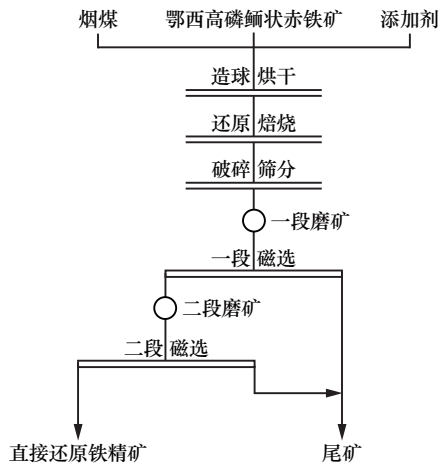 烟煤 鄂西高磷鲕状赤铁矿 添加剂
造球 烘干
还原 焙烧
破碎 筛分
一段磨矿
一段 磁选
二段磨矿
二段 磁选
直接还原铁精矿 尾矿